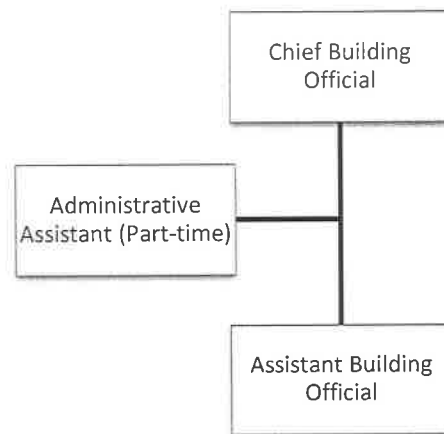 Chief Building
Official
Administrative
Assistant (Part-time)
Assistant Building
Official